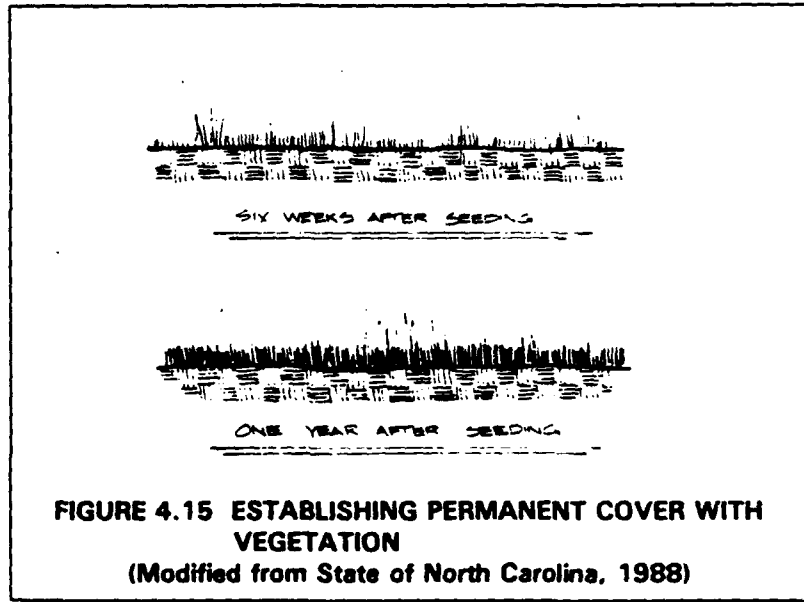 SIX WEEKS AFTER SEEDING
ONE YEAR AFTER SEEDING
FIGURE 4.15 ESTABLISHING PERMANENT COVER WITH
VEGETATION
(Modified from State of North Carolina, 1988)